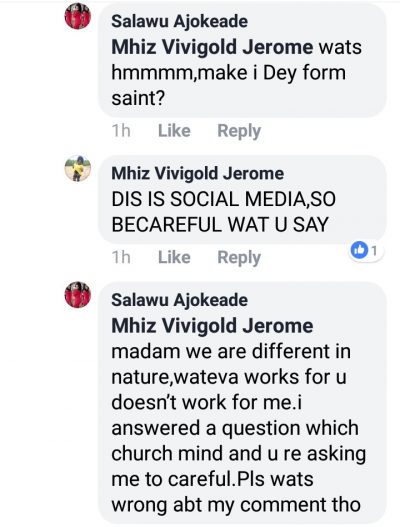 Salawu Ajokeade
Mhiz Vivigold Jerome wats
hmmmm,make i Dey form
saint?
1h Like Reply
Mhiz Vivigold Jerome
DIS IS SOCIAL MEDIA,SO
BECAREFUL WAT U SAY
1
1h Like Reply
Salawu Ajokeade
Mhiz Vivigold Jerome
madam we are different in
nature,wateva works for u
doesn’t work for me.i
answered a question which
church mind and u re asking
me to careful.Pls wats
wrong abt my comment tho